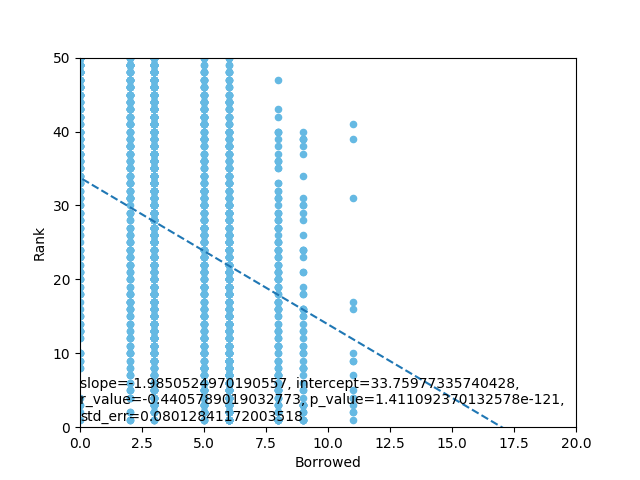 50
40
30
20
10
0
Rank
slope=-1.9850524970190557, intercept=33.75977335740428,
r_value=-0.4405789019032773, p_value=1.411092370132578e-121,
std_err=0.08012841172003518
0.0 2.5 5.0 7.5 10.0 12.5 15.0 17.5 20.0
Borrowed